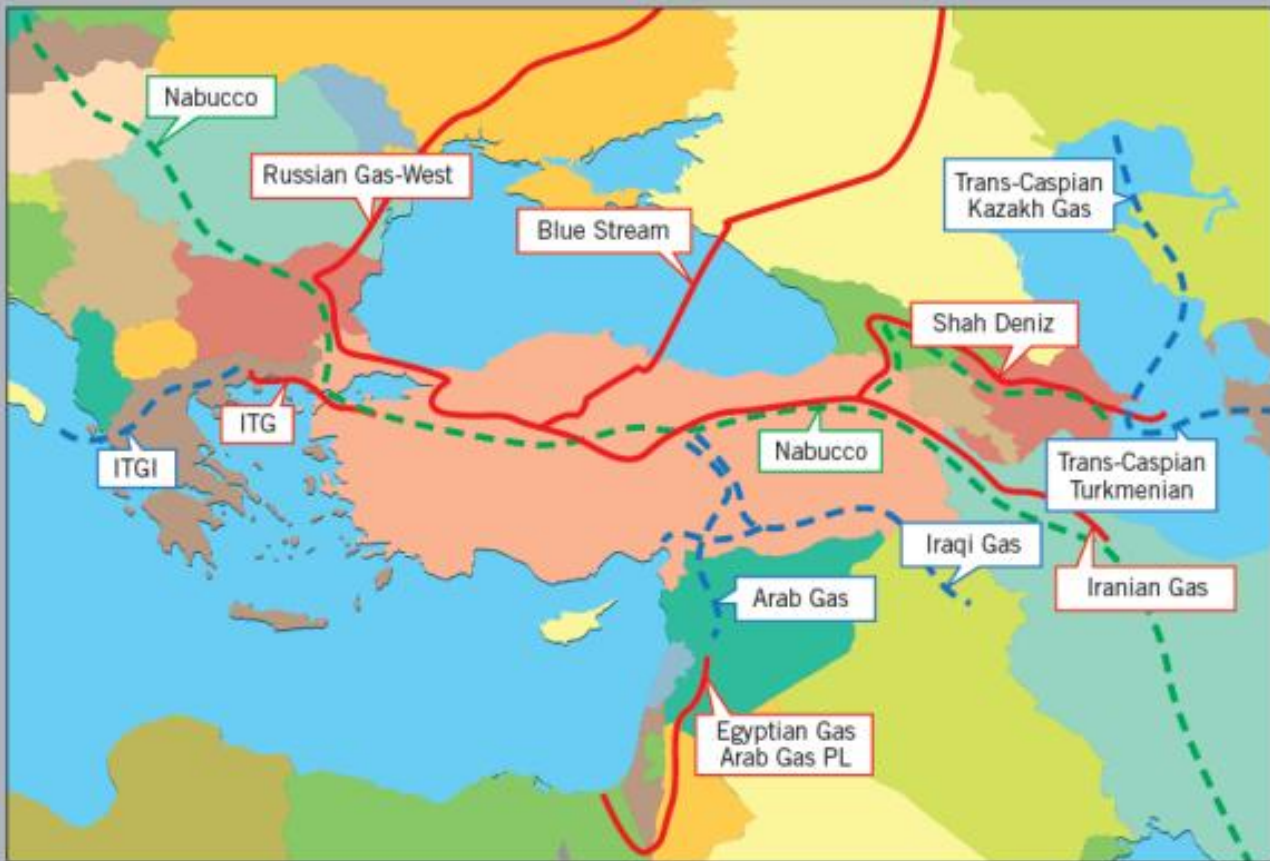 Nabucco
Russian Gas-West
Blue Stream
Trans-Caspian
Kazakh Gas
Shah Deniz
ITG
ITGI
Nabucco
Trans-Caspian
Turkmenian
Iraqi Gas
Arab Gas
Iranian Gas
Egyptian Gas
Arab Gas PL